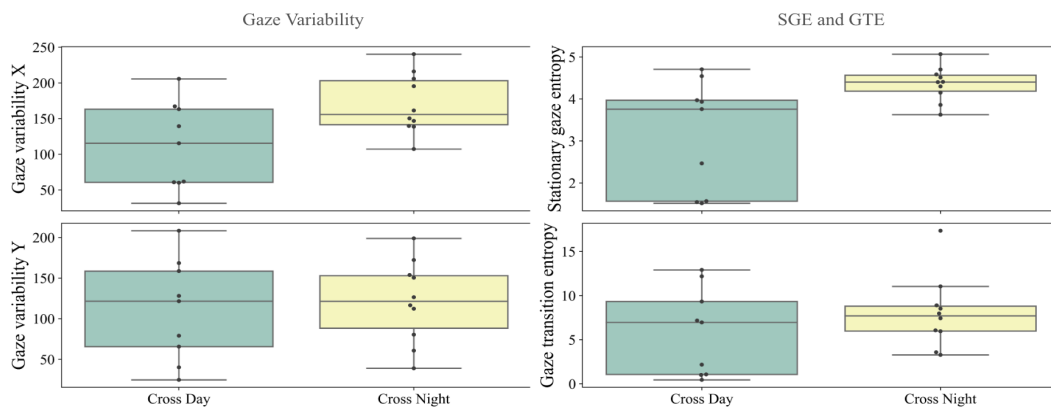 Gaze Variability
SGE and GTE
Gaze variability X
250
200
150
100
50
Stationary gaze entropy
5
4
3
2
1
Gaze variability Y
200
150
100
50
Cross Day
Cross Night
Gaze transition entropy
15
10
5
0
Cross Day
Cross Night